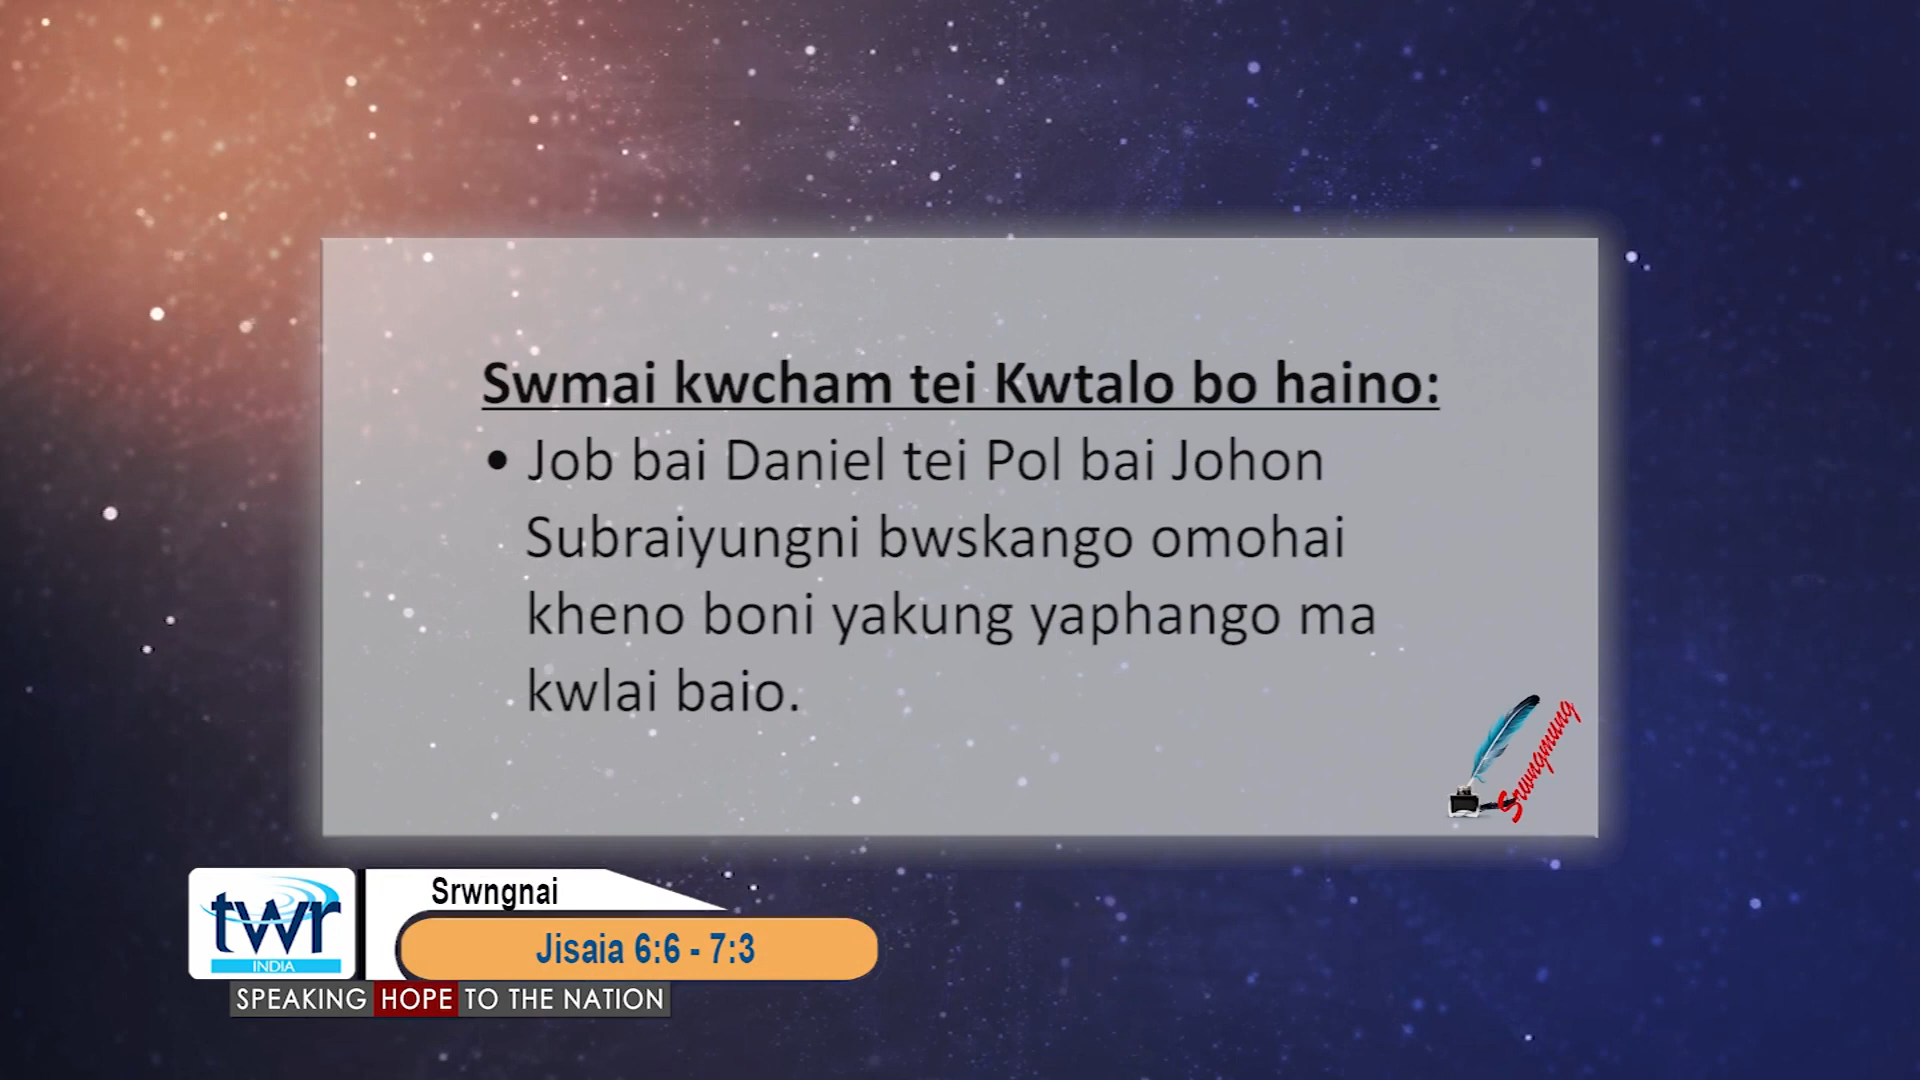 Swmai kwcham tei Kwtalo bo haino:
• Job bai Daniel tei Pol bai Johon
Subraiyungni bwskango omohai
kheno boni yakung yaphango ma
kwlai baio.
Srwngmung
twr
INDIA
Srwngnai
Jisaia 6:6 - 7:3
SPEAKING HOPE TO THE NATION